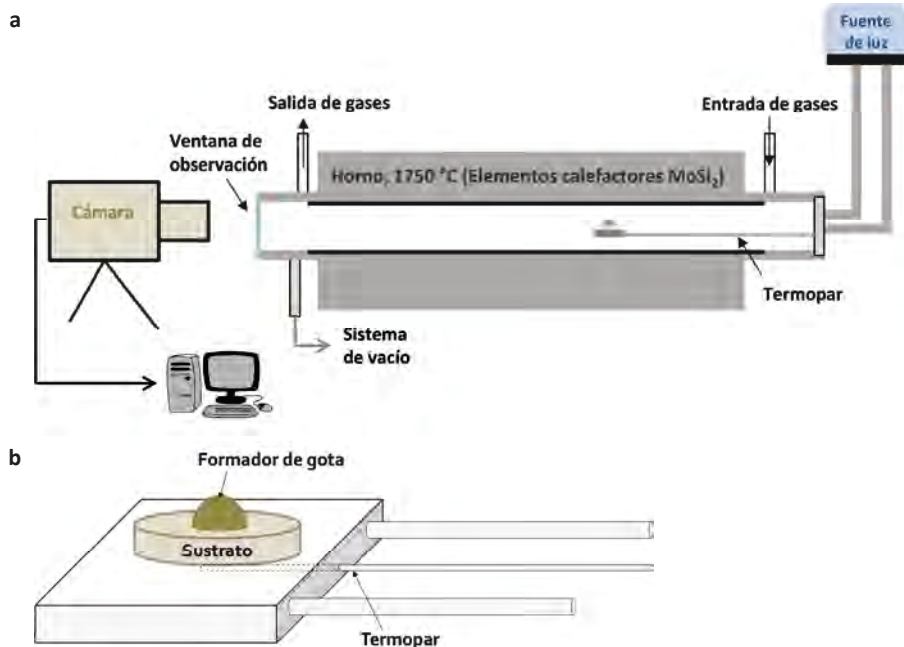 a
Fuente
de luz
Salida de gases
Entrada de gases
Ventana de
observación
Horno, 1750 °C (Elementos calefactores MoSi₂)
Cámara
Termopar
Sistema
de vacío
b
Formador de gota
Sustrato
Termopar